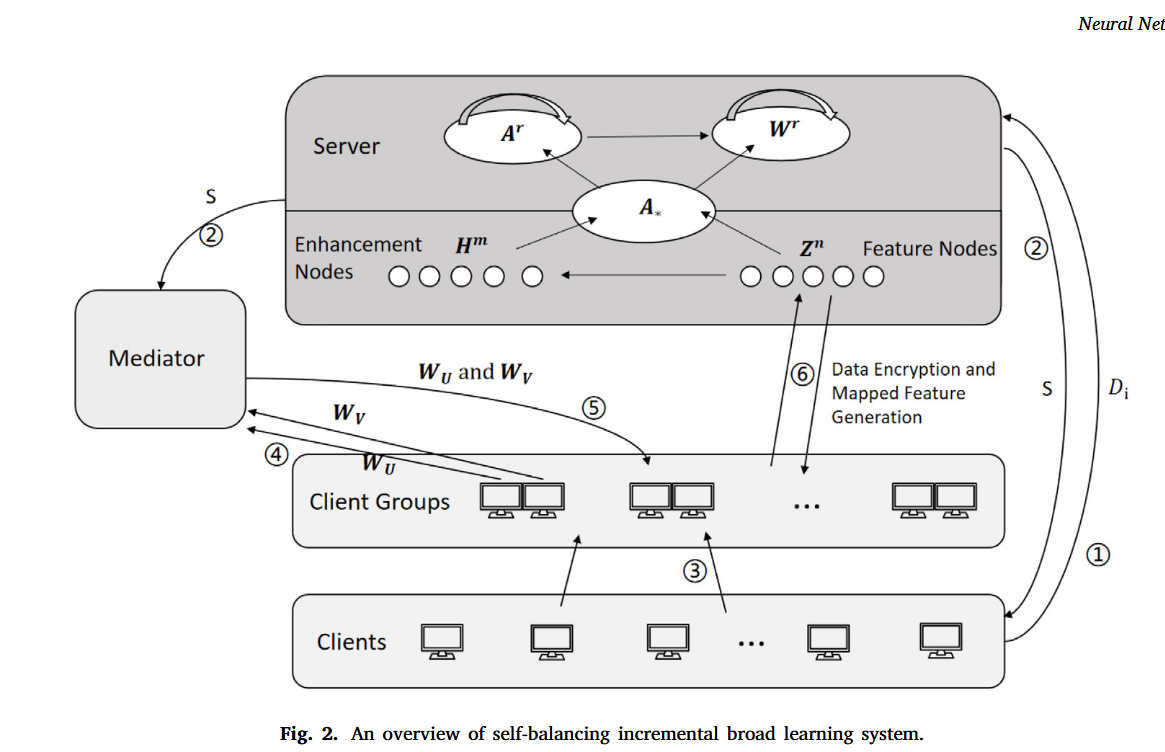 Neural Net
Server
A^r
W^r
A_*
S
②
Enhancement
Nodes
H^m
Z^n
Feature Nodes
②
Mediator
W_U and W_V
⑥
Data Encryption and
Mapped Feature
Generation
S
D_i
W_V
⑤
④
W_U
Client Groups
...
①
③
Clients
...
Fig. 2. An overview of self-balancing incremental broad learning system.